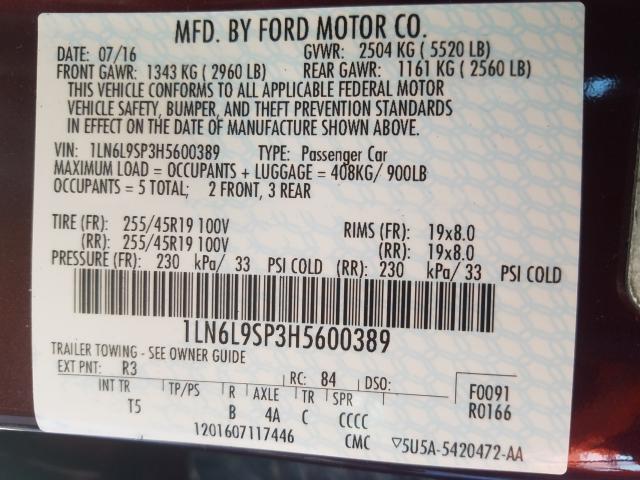 MFD. BY FORD MOTOR CO.
DATE: 07/16 GVWR: 2504 KG ( 5520 LB)
FRONT GAWR: 1343 KG ( 2960 LB) REAR GAWR: 1161 KG ( 2560 LB)
THIS VEHICLE CONFORMS TO ALL APPLICABLE FEDERAL MOTOR
VEHICLE SAFETY, BUMPER, AND THEFT PREVENTION STANDARDS
IN EFFECT ON THE DATE OF MANUFACTURE SHOWN ABOVE.
VIN: 1LN6L9SP3H5600389 TYPE: Passenger Car
MAXIMUM LOAD = OCCUPANTS + LUGGAGE = 408KG/ 900LB
OCCUPANTS = 5 TOTAL; 2 FRONT, 3 REAR
TIRE (FR): 255/45R19 100V RIMS (FR): 19x8.0
(RR): 255/45R19 100V (RR): 19x8.0
PRESSURE (FR): 230 kPa/ 33 PSI COLD (RR): 230 kPa/ 33 PSI COLD
1LN6L9SP3H5600389
TRAILER TOWING - SEE OWNER GUIDE
EXT PNT: R3 RC: 84 DSO: F0091
INT TR TP/PS R AXLE TR SPR R0166
T5 B 4A C CCCC
1201607117446 CMC ▽5U5A-5420472-AA